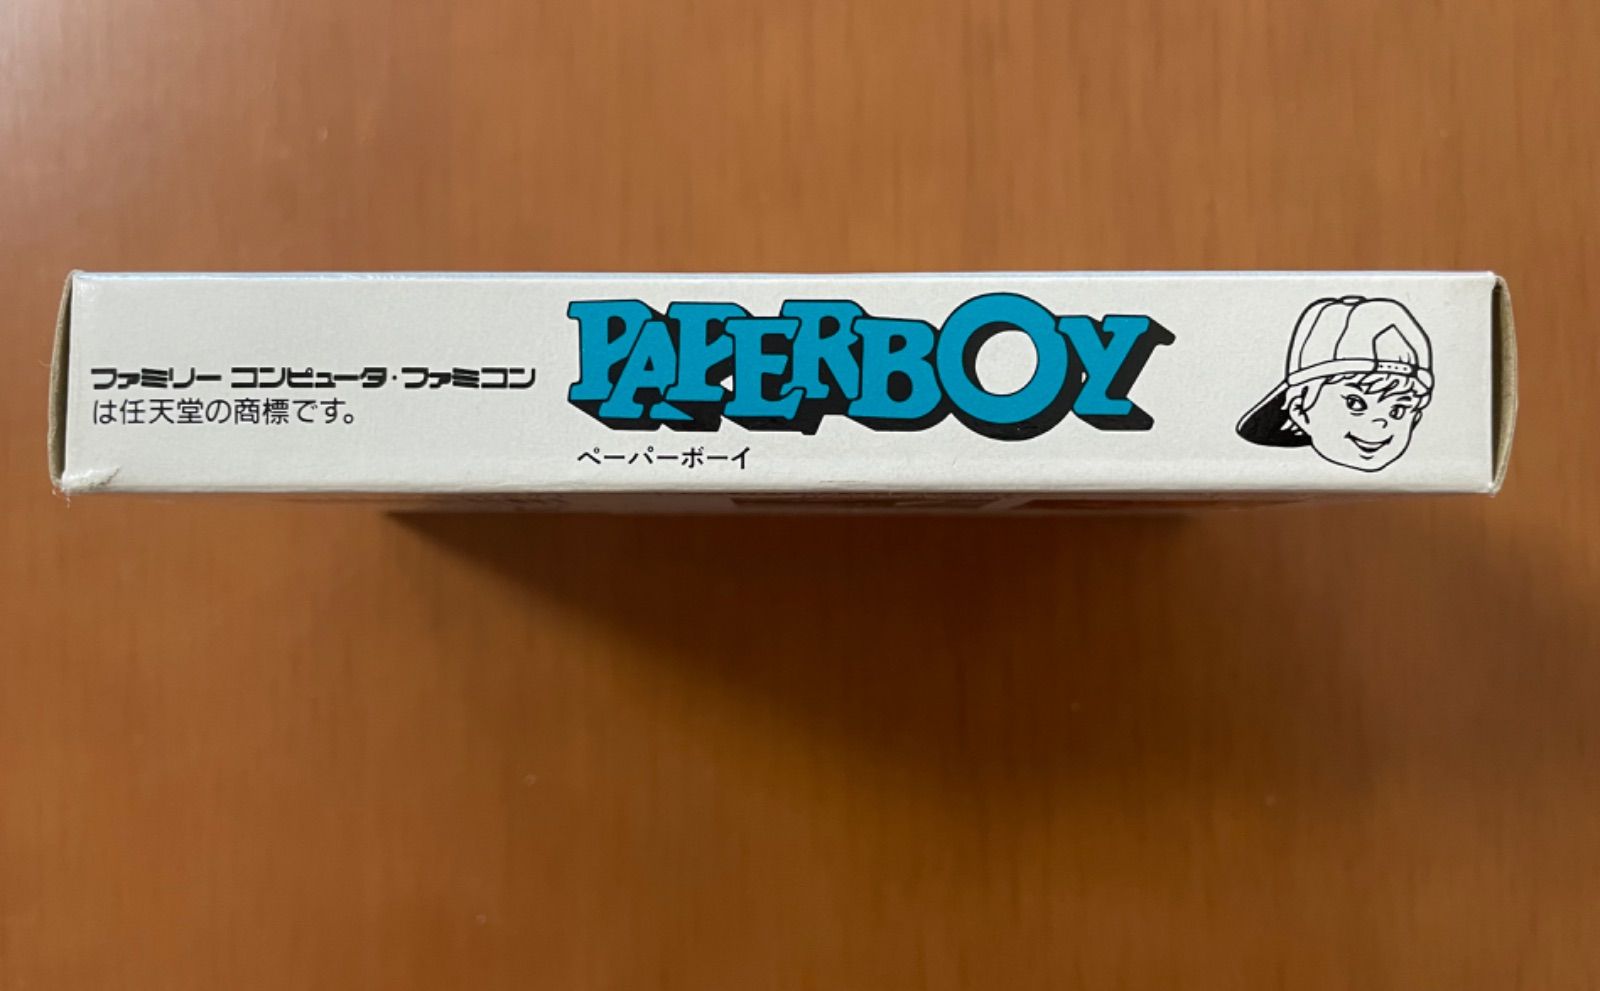 ファミリー コンピュータ・ファミコン
は任天堂の商標です。
PAPERBOY
ペーパーボーイ